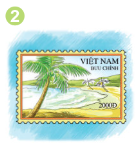 2
VIỆT NAM
BƯU CHÍNH
2000Đ